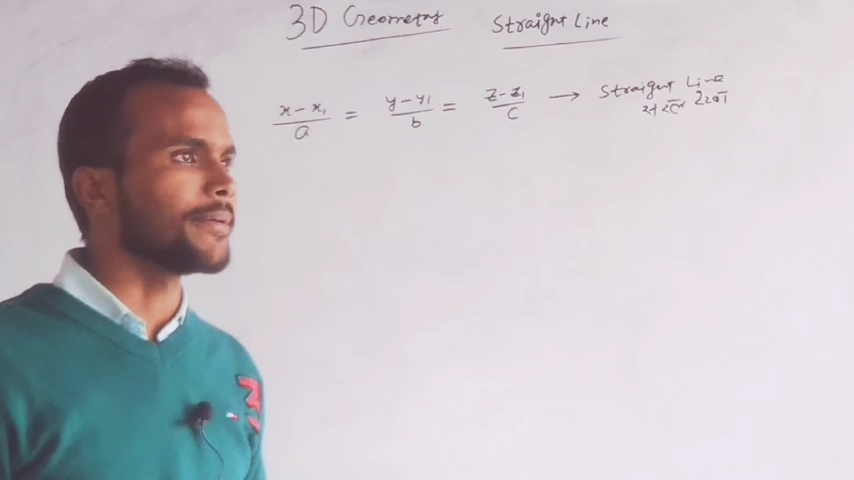 3D Geometry Straight Line
x-x₁/a = y-y₁/b = z-z₁/c → Straight Line
सरल रेखा